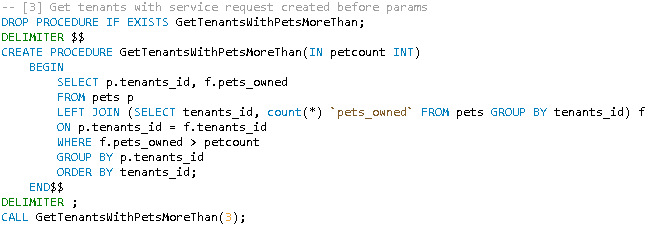 -- [3] Get tenants with service request created before params
DROP PROCEDURE IF EXISTS GetTenantsWithPetsMoreThan;
DELIMITER $$
CREATE PROCEDURE GetTenantsWithPetsMoreThan(IN petcount INT)
    BEGIN
        SELECT p.tenants_id, f.pets_owned
        FROM pets p
        LEFT JOIN (SELECT tenants_id, count(*) `pets_owned` FROM pets GROUP BY tenants_id) f
        ON p.tenants_id = f.tenants_id
        WHERE f.pets_owned > petcount
        GROUP BY p.tenants_id
        ORDER BY tenants_id;
    END$$
DELIMITER ;
CALL GetTenantsWithPetsMoreThan(3);